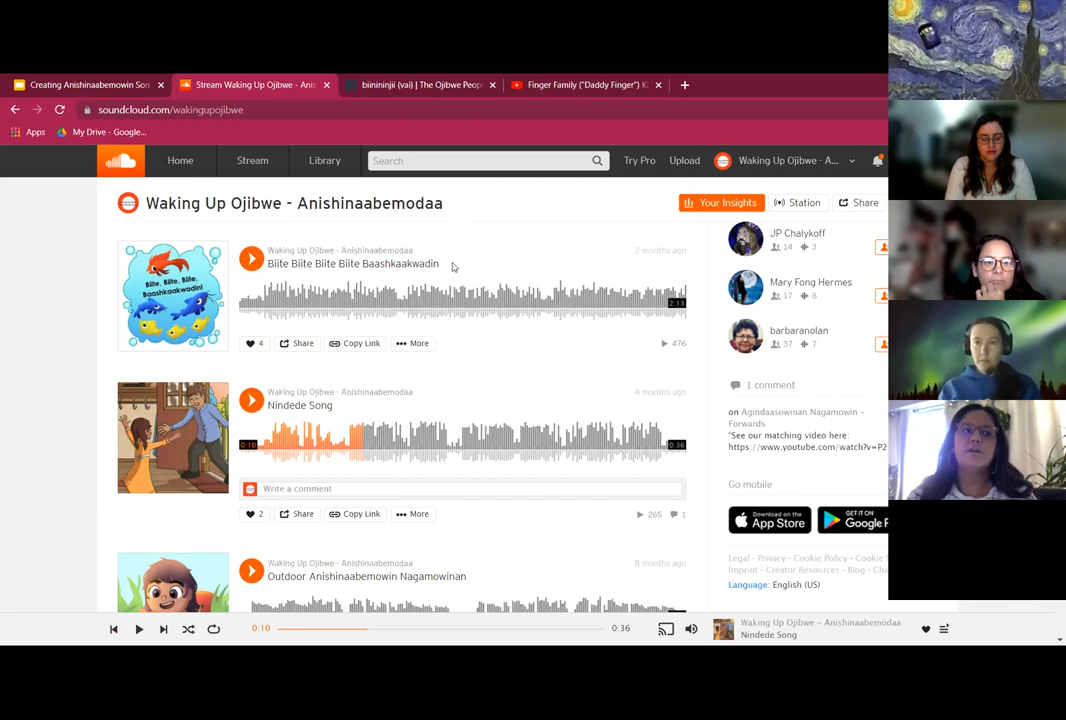 Creating Anishinaabemowin Son
Stream Waking Up Ojibwe - Anis
biinininjii (vai) | The Ojibwe Peopl
Finger Family ("Daddy Finger") K
soundcloud.com/wakingupojibwe
Apps
My Drive - Google...
Home
Stream
Library
Search
Try Pro
Upload
Waking Up Ojibwe - A...
Waking Up Ojibwe - Anishinaabemodaa
Your Insights
Station
Share
Waking Up Ojibwe - Anishinaabemodaa
2 months ago
Biite Biite Biite Biite Baashkaakwadin
Biite, Biite, Biite,
Baashkaakwadin!
2:13
4
Share
Copy Link
More
476
Waking Up Ojibwe - Anishinaabemodaa
4 months ago
Nindede Song
0:10
0:36
Write a comment
2
Share
Copy Link
More
265
1
Waking Up Ojibwe - Anishinaabemodaa
8 months ago
Outdoor Anishinaabemowin Nagamowinan
JP Chalykoff
14
3
Mary Fong Hermes
17
8
barbaranolan
37
7
1 comment
on Agindaasowinan Nagamowin –
Forwards
"See our matching video here:
https://www.youtube.com/watch?v=P2
Go mobile
Download on the
App Store
GET IT ON
Google P
Legal - Privacy - Cookie Policy - Cookie
Imprint - Creator Resources - Blog - Cha
Language: English (US)
0:10
0:36
Waking Up Ojibwe – Anishinaabemodaa
Nindede Song